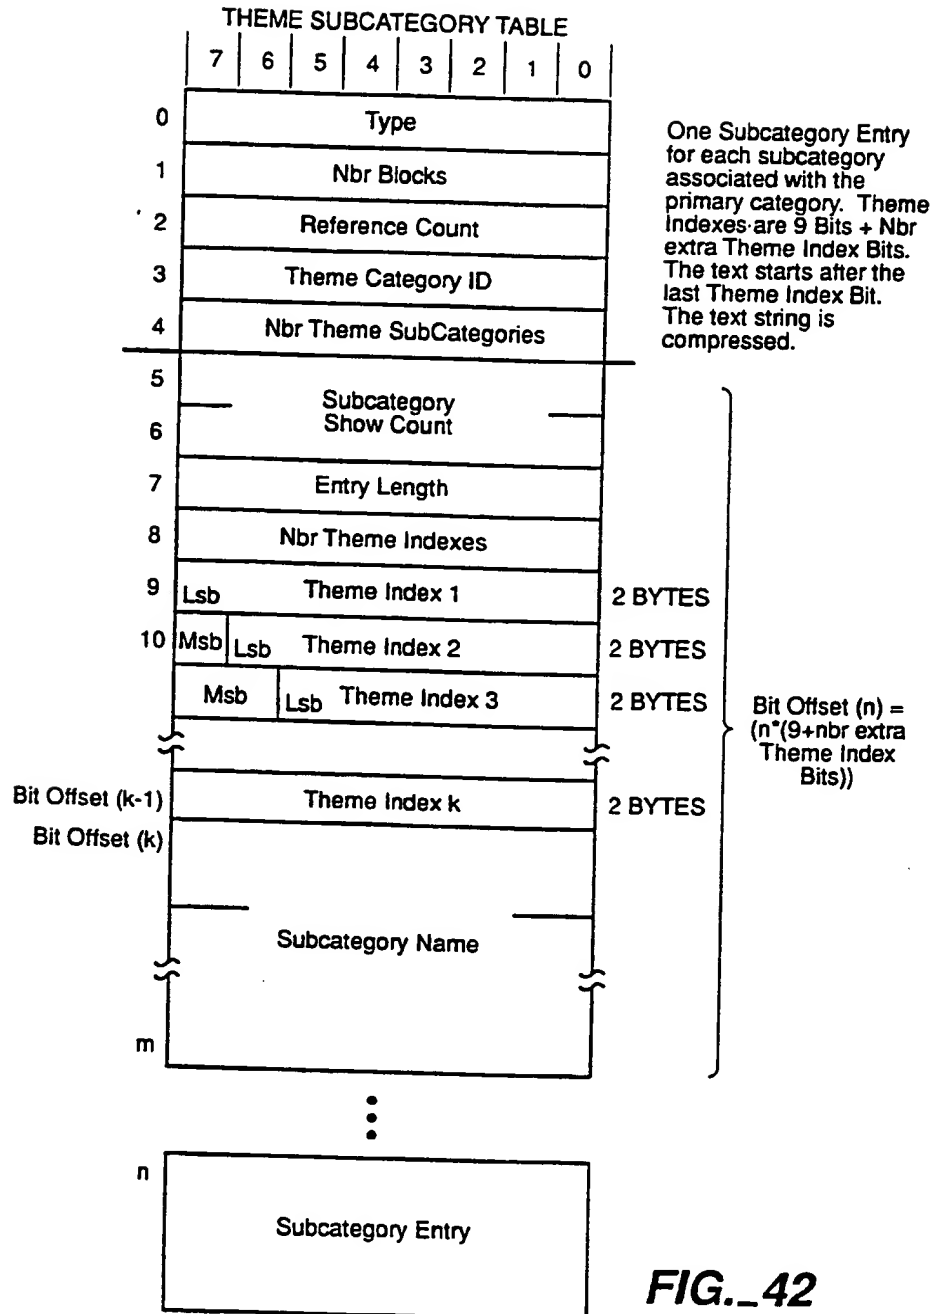 THEME SUBCATEGORY TABLE
7 6 5 4 3 2 1 0
0 Type
1 Nbr Blocks
2 Reference Count
3 Theme Category ID
4 Nbr Theme SubCategories
One Subcategory Entry
for each subcategory
associated with the
primary category. Theme
Indexes are 9 Bits + Nbr
extra Theme Index Bits.
The text starts after the
last Theme Index Bit.
The text string is
compressed.
5
Subcategory
Show Count
6
7 Entry Length
8 Nbr Theme Indexes
9 Lsb Theme Index 1 2 BYTES
10 Msb Lsb Theme Index 2 2 BYTES
Msb Lsb Theme Index 3 2 BYTES
Bit Offset (n) =
(n*(9+nbr extra
Theme Index
Bits))
Bit Offset (k-1) Theme Index k 2 BYTES
Bit Offset (k)
Subcategory Name
m
n
Subcategory Entry
FIG._42